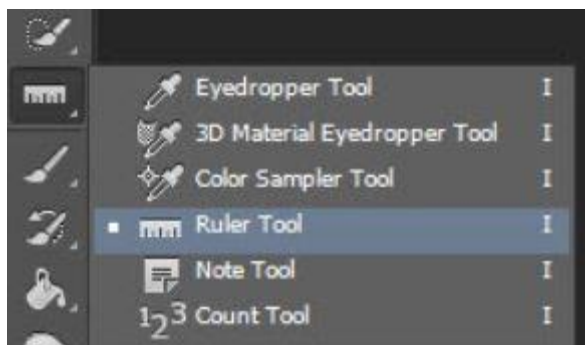 Eyedropper Tool I
3D Material Eyedropper Tool I
Color Sampler Tool I
Ruler Tool I
Note Tool I
123 Count Tool I